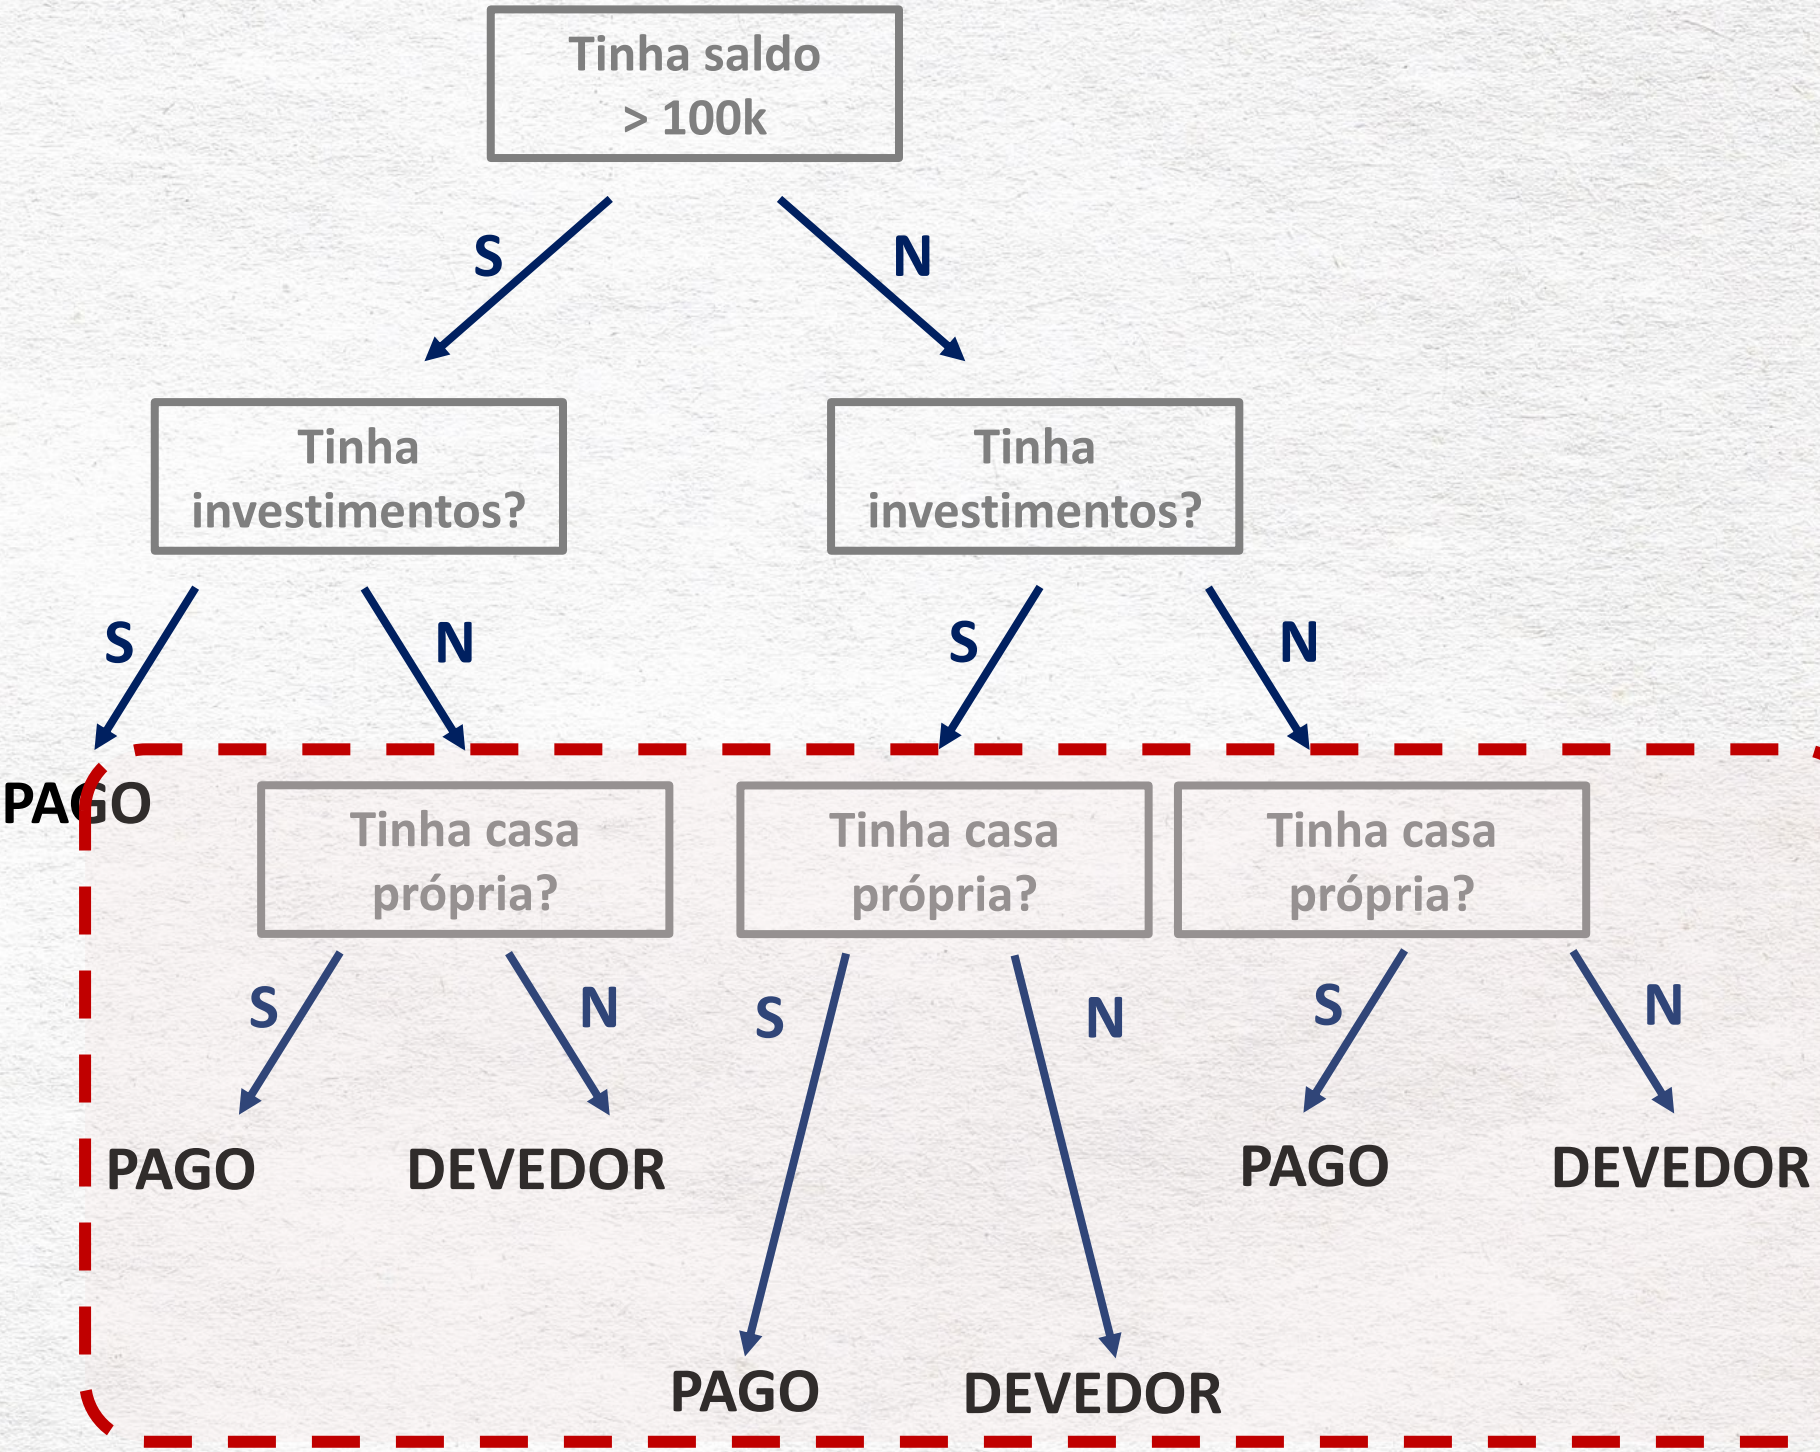 Tinha saldo
> 100k
S
N
Tinha
investimentos?
Tinha
investimentos?
S
N
S
N
PAGO
Tinha casa
própria?
Tinha casa
própria?
Tinha casa
própria?
S
N
S
N
S
N
PAGO
DEVEDOR
PAGO
DEVEDOR
PAGO
DEVEDOR